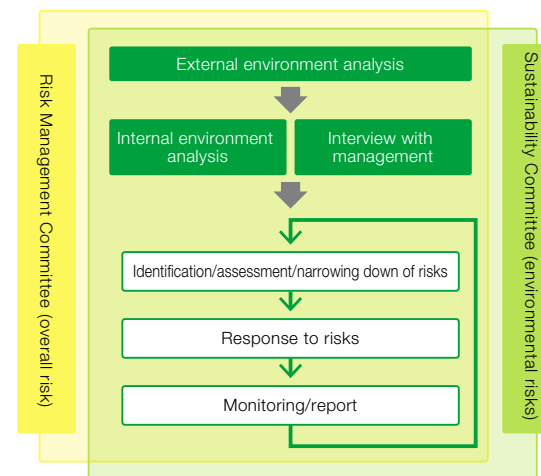 External environment analysis
Internal environment
analysis
Interview with
management
Identification/assessment/narrowing down of risks
Response to risks
Monitoring/report
Risk Management Committee (overall risk)
Sustainability Committee (environmental risks)